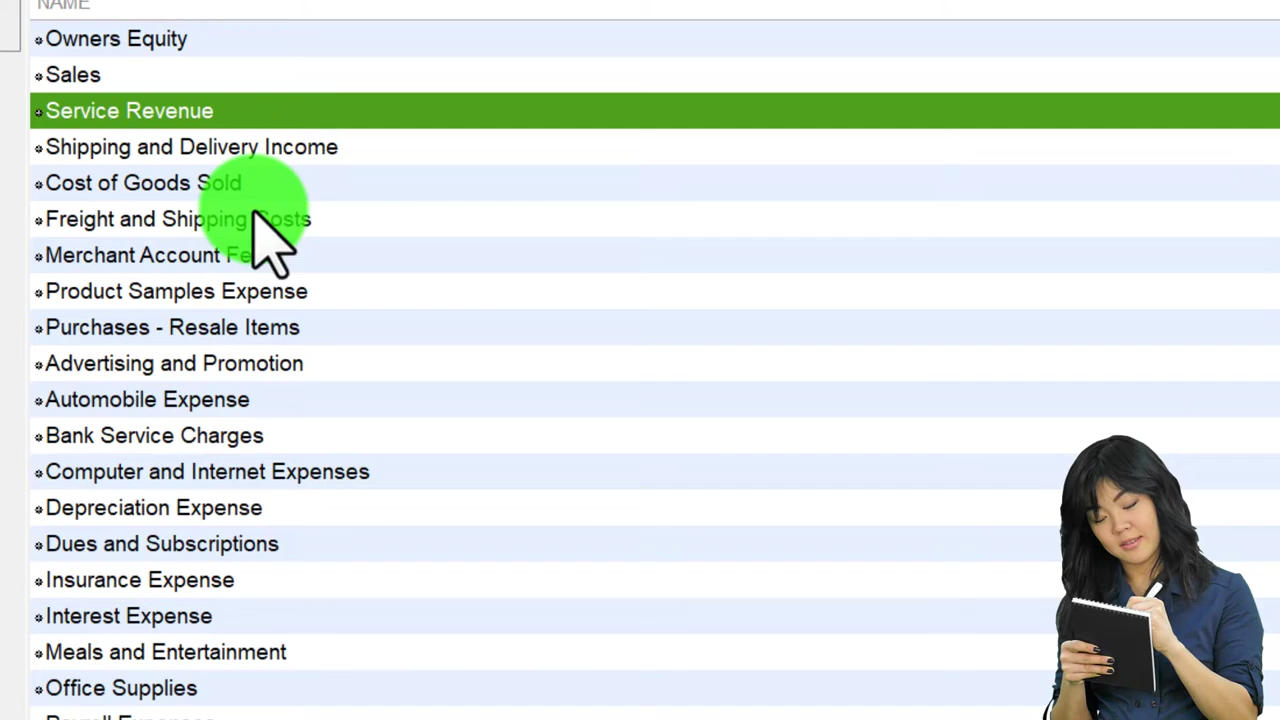 NAME
Owners Equity
Sales
Service Revenue
Shipping and Delivery Income
Cost of Goods Sold
Freight and Shipping Costs
Merchant Account
Product Samples Expense
Purchases - Resale Items
Advertising and Promotion
Automobile Expense
Bank Service Charges
Computer and Internet Expenses
Depreciation Expense
Dues and Subscriptions
Insurance Expense
Interest Expense
Meals and Entertainment
Office Supplies
Payroll Expenses